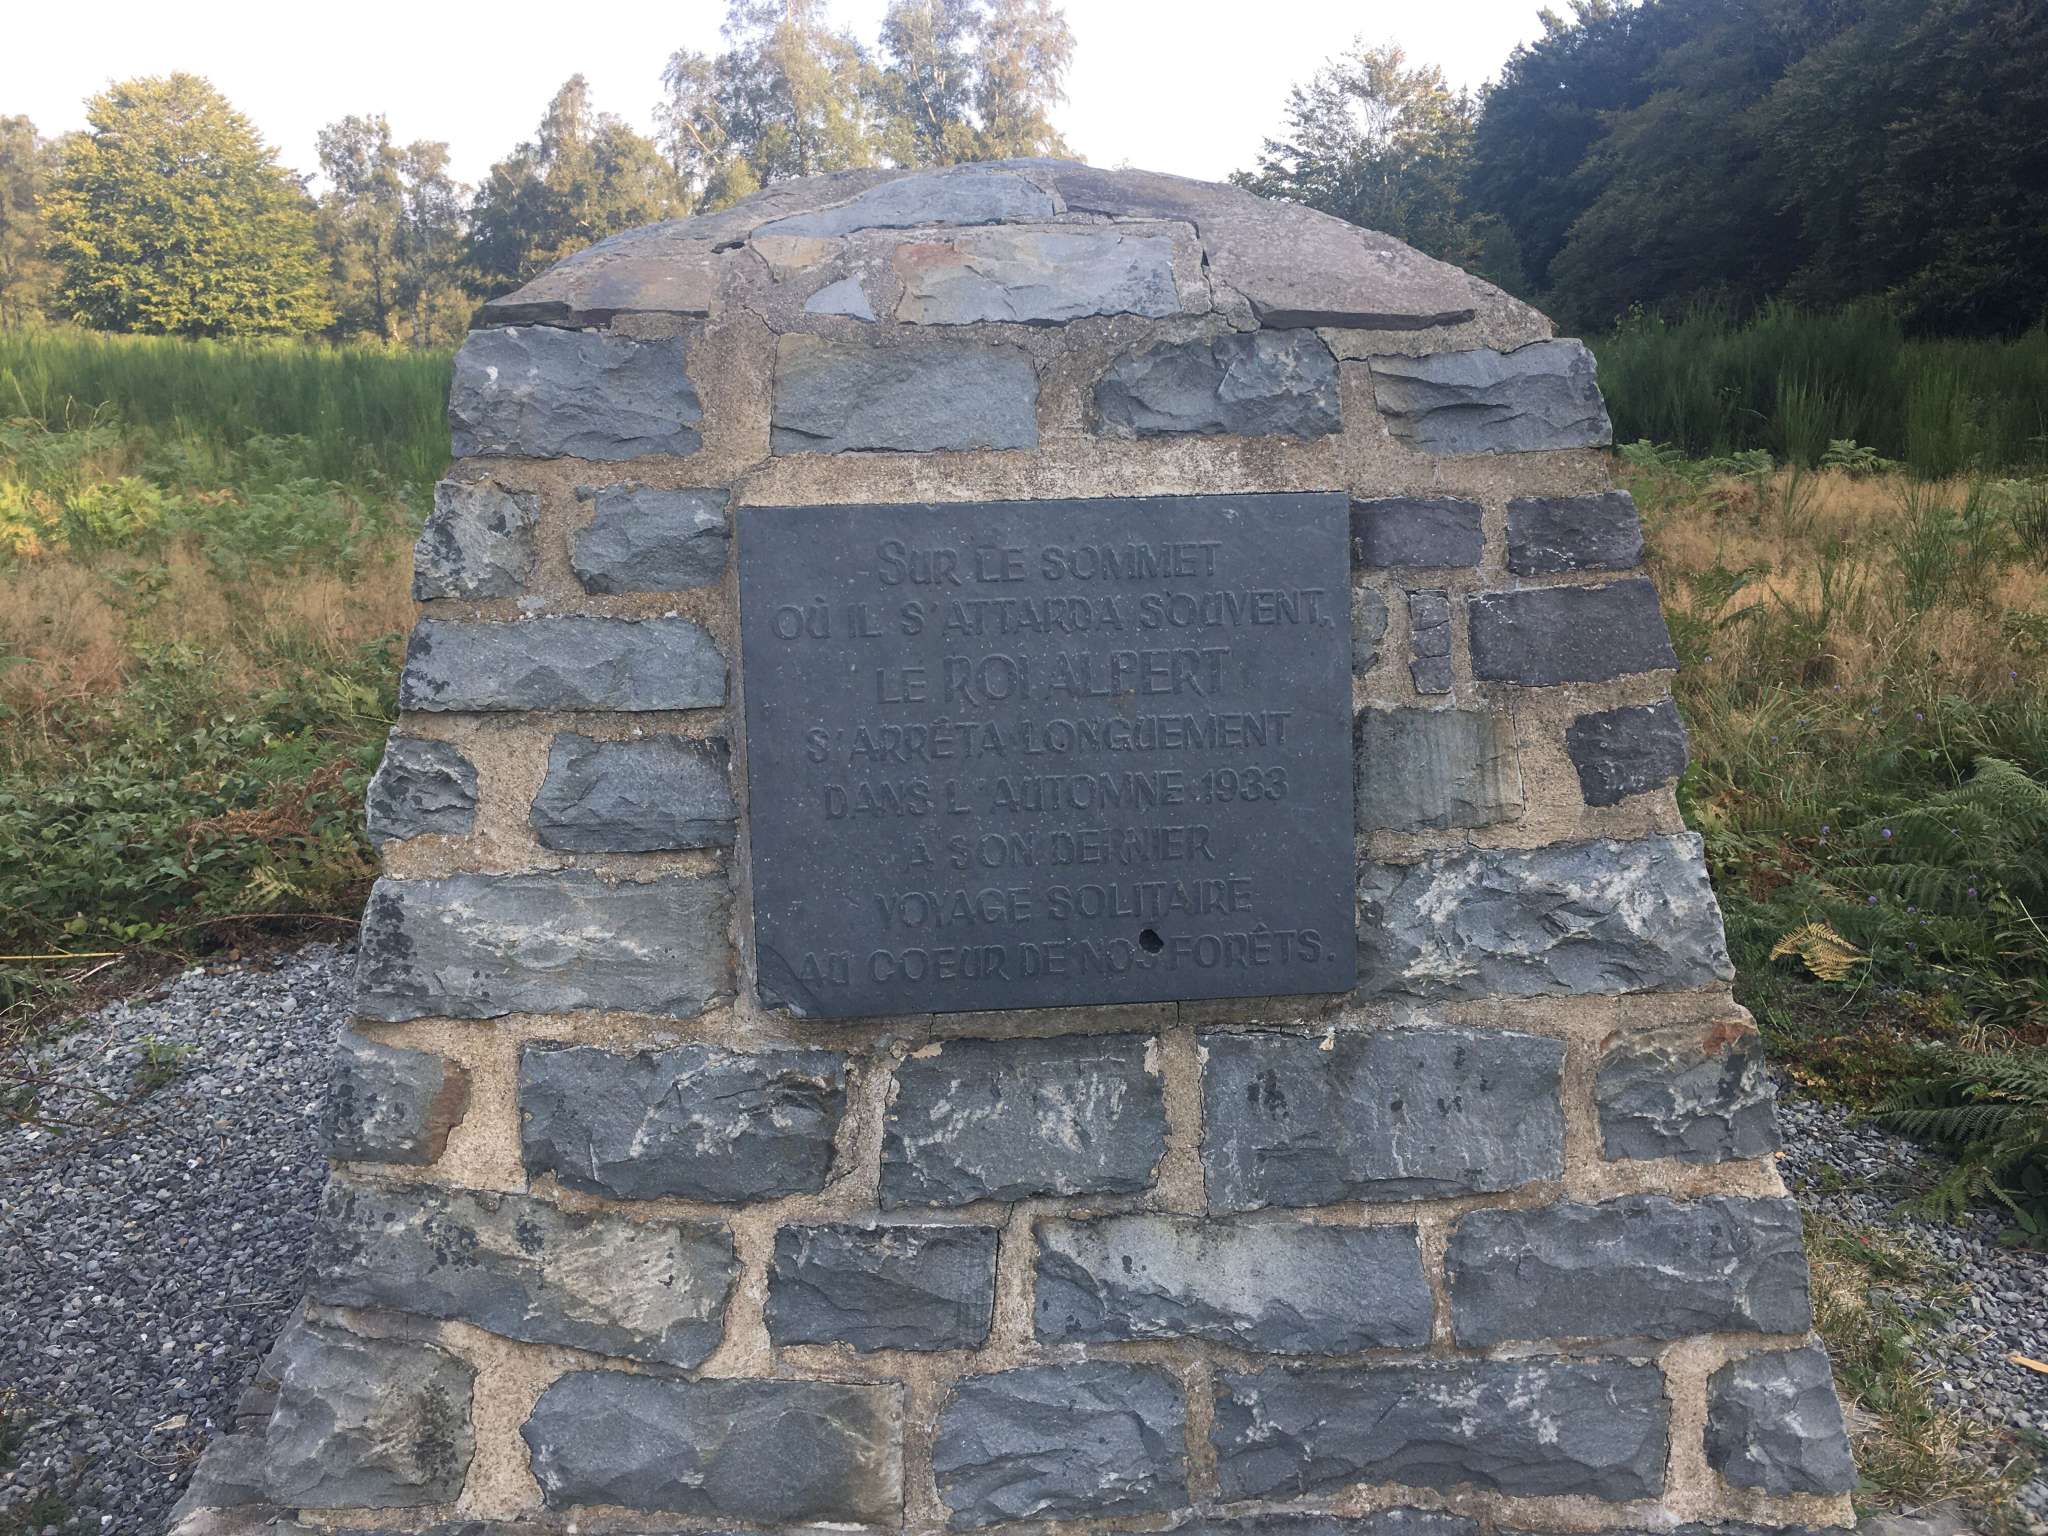 SUR LE SOMMET
OÙ IL S'ATTARDA SOUVENT,
LE ROI ALBERT
S'ARRÊTA LONGUEMENT
DANS L'AUTOMNE 1933
A SON DERNIER
VOYAGE SOLITAIRE
AU COEUR DE NOS FORÊTS.